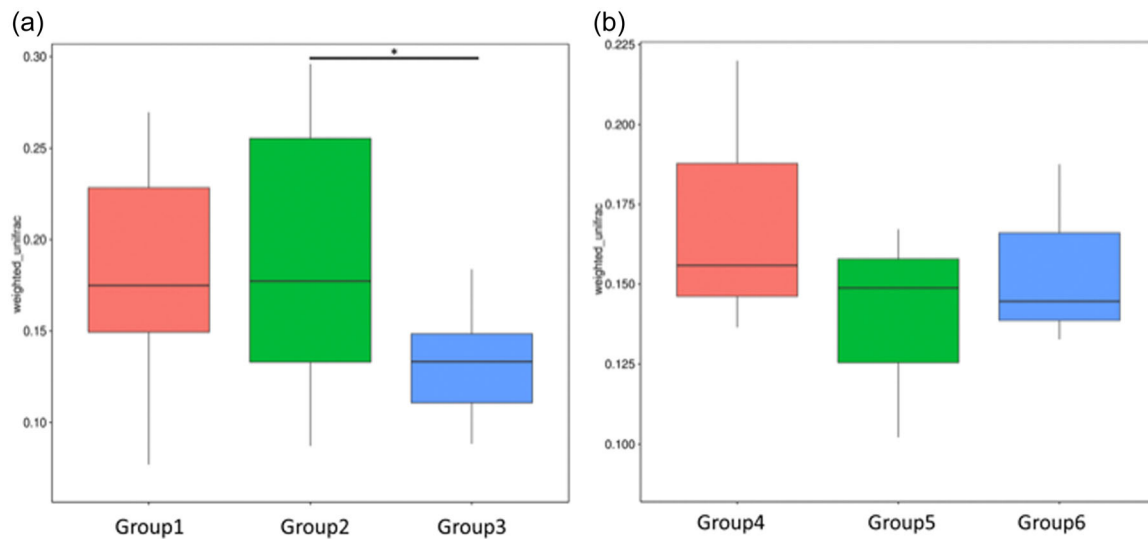 (a)
0.30
0.25
0.20
0.15
0.10
weighted_unifrac
*
Group1 Group2 Group3
(b)
0.225
0.200
0.175
0.150
0.125
0.100
weighted_unifrac
Group4 Group5 Group6